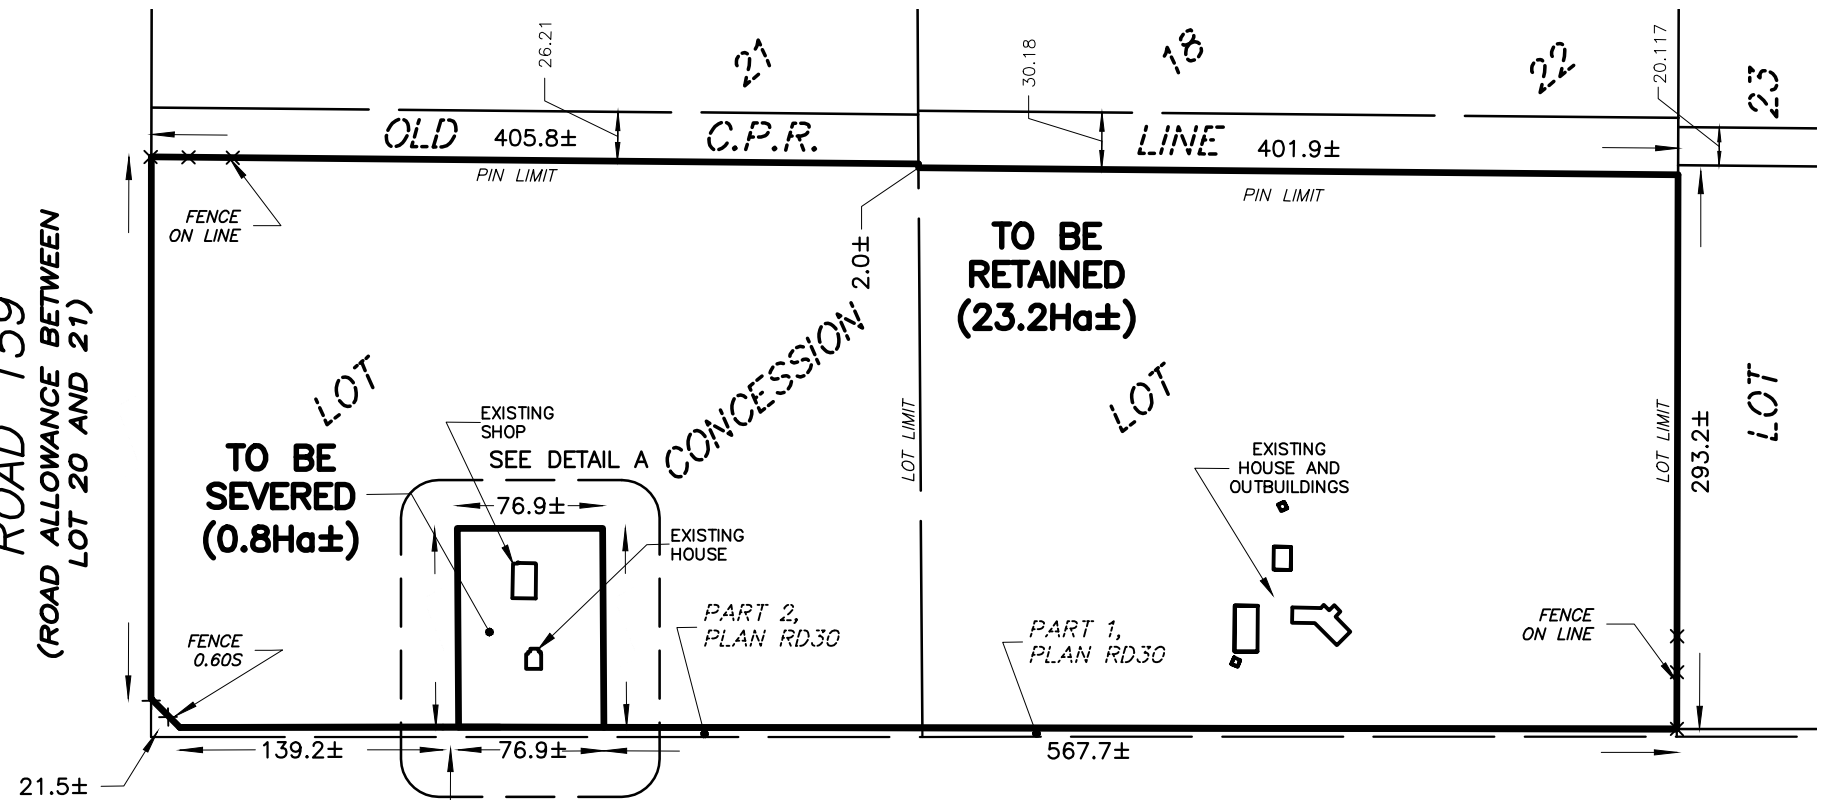 26.21
21
30.18
18
22
20.117
23
OLD
405.8±
C.P.R.
LINE
401.9±
PIN LIMIT
PIN LIMIT
FENCE
ON LINE
2.0±
TO BE
RETAINED
(23.2Ha±)
ROAD 159
(ROAD ALLOWANCE BETWEEN
LOT 20 AND 21)
LOT
CONCESSION
LOT LIMIT
LOT
LOT LIMIT
293.2±
LOT
EXISTING
SHOP
SEE DETAIL A
TO BE
SEVERED
(0.8Ha±)
76.9±
EXISTING
HOUSE
EXISTING
HOUSE AND
OUTBUILDINGS
PART 2,
PLAN RD30
PART 1,
PLAN RD30
FENCE
ON LINE
FENCE
0.60S
139.2±
76.9±
567.7±
21.5±